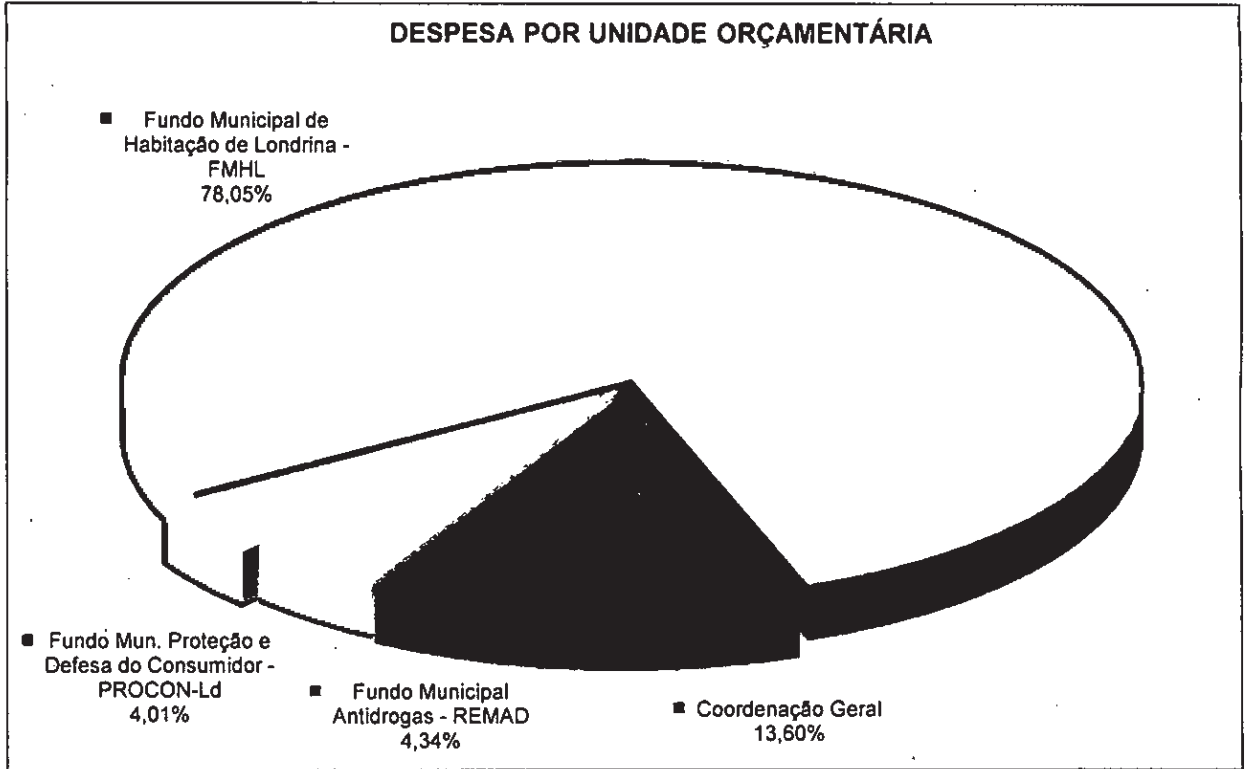 DESPESA POR UNIDADE ORÇAMENTÁRIA
Fundo Municipal de
Habitação de Londrina -
FMHL
78,05%
Fundo Mun. Proteção e
Defesa do Consumidor -
PROCON-Ld
4,01%
Fundo Municipal
Antidrogas - REMAD
4,34%
Coordenação Geral
13,60%